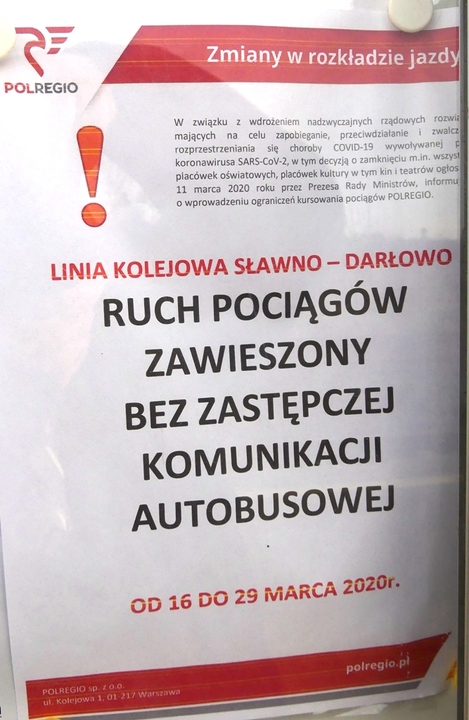 POLREGIO
Zmiany w rozkładzie jazdy
W związku z wdrożeniem nadzwyczajnych rządowych
mających na celu zapobieganie, przeciwdziałanie i
rozprzestrzeniania się choroby COVID-19 wywoływanej
koronawirusa SARS-CoV-2, w tym decyzją o zamknięciu m.in.
placówek oświatowych, placówek kultury w tym kin i teatrów
11 marca 2020 roku przez Prezesa Rady Ministrów,
o wprowadzeniu ograniczeń kursowania pociągów POLREGIO.
LINIA KOLEJOWA SŁAWNO – DARŁOWO
RUCH POCIĄGÓW
ZAWIESZONY
BEZ ZASTĘPCZEJ
KOMUNIKACJI
AUTOBUSOWEJ
OD 16 DO 29 MARCA 2020r.
POLREGIO sp. z o.o.
ul. Kolejowa 1, 01-217 Warszawa
polregio.pl